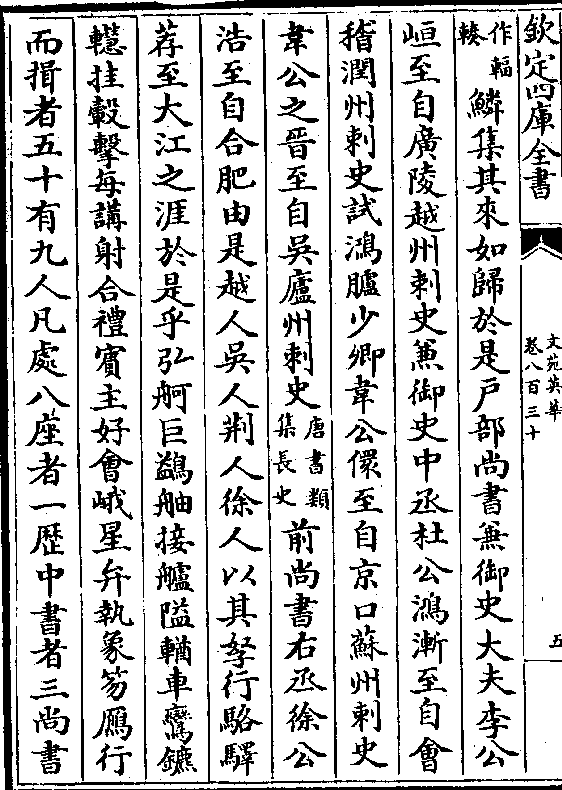 欽定四庫全書
文苑英華
卷八百三十
五
作輻
輳
鱗集其來如歸於是戶部尚書兼御史大夫李公
峘至自廣陵越州刺史兼御史中丞杜公鴻漸至自會
稽潤州刺史試鴻臚少卿韋公儇至自京口蘇州刺史
韋公之晉至自吳廬州刺史
唐書類
集長史
前尚書右丞徐公
浩至自合肥由是越人吳人荆人徐人以其孥行駱驛
荐至大江之涯於是乎弘舸巨鷁舳接艫隘輶車鸞鑣
轙挂轂擊每講射合禮賓主好會峨星弁執象笏鴈行
而揖者五十有九人凡處八座者一歴中書者三尚書